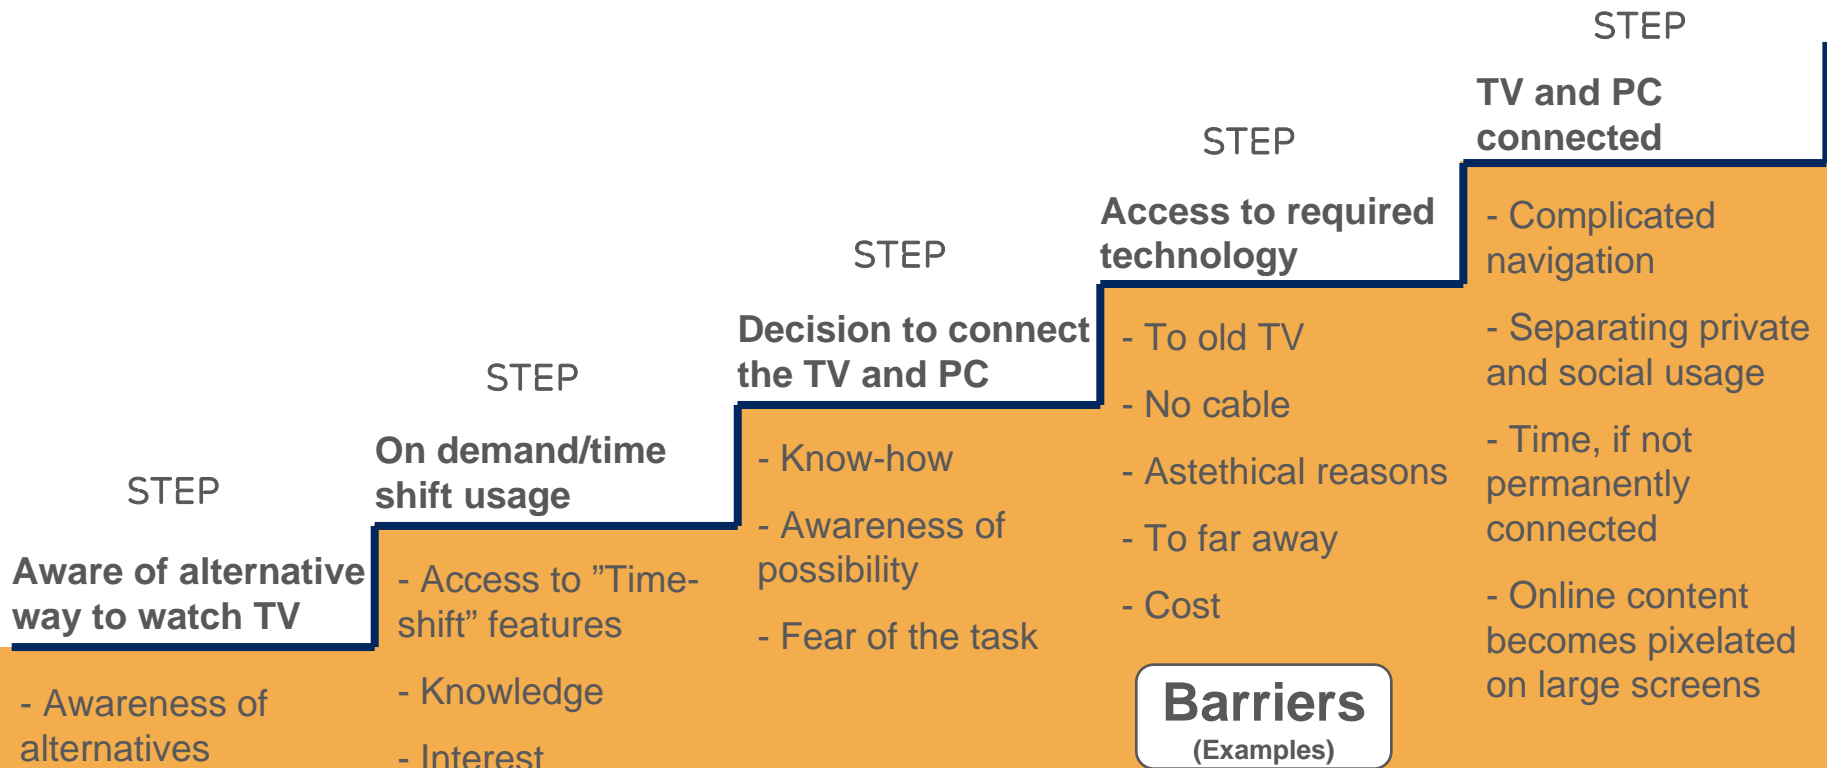 STEP
Aware of alternative
way to watch TV
- Awareness of
alternatives
STEP
On demand/time
shift usage
- Access to ”Time-
shift” features
- Knowledge
- Interest
STEP
Decision to connect
the TV and PC
- Know-how
- Awareness of
possibility
- Fear of the task
STEP
Access to required
technology
- To old TV
- No cable
- Astethical reasons
- To far away
- Cost
Barriers
(Examples)
STEP
TV and PC
connected
- Complicated
navigation
- Separating private
and social usage
- Time, if not
permanently
connected
- Online content
becomes pixelated
on large screens